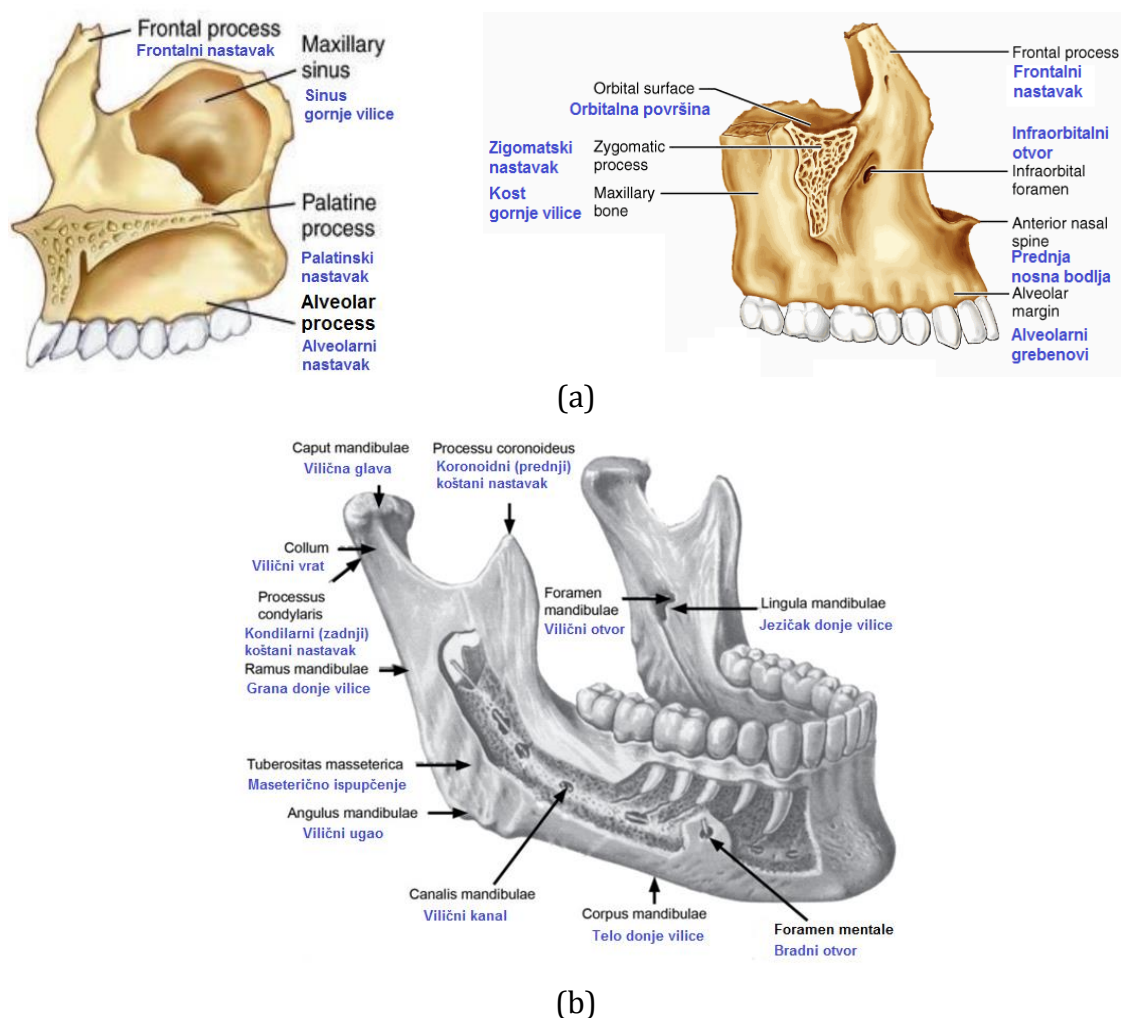 Frontal process
Frontalni nastavak
Maxillary
sinus
Sinus
gornje vilice
Palatine
process
Palatinski
nastavak
Alveolar
process
Alveolarni
nastavak
Orbital surface
Orbitalna površina
Zigomatski
nastavak
Zygomatic
process
Kost
gornje vilice
Maxillary
bone
Frontal process
Frontalni
nastavak
Infraorbitalni
otvor
Infraorbital
foramen
Anterior nasal
spine
Prednja
nosna bodlja
Alveolar
margin
Alveolarni
grebenovi
(a)
Caput mandibulae
Vilična glava
Processu coronoideus
Koronoidni (prednji)
koštani nastavak
Collum
Vilični vrat
Processus
condylaris
Kondilarni (zadnji)
koštani nastavak
Ramus mandibulae
Grana donje vilice
Foramen
mandibulae
Vilični otvor
Lingula mandibulae
Jezičak donje vilice
Tuberositas masseterica
Maseterično ispupčenje
Angulus mandibulae
Vilični ugao
Canalis mandibulae
Vilični kanal
Corpus mandibulae
Telo donje vilice
Foramen mentale
Bradni otvor
(b)